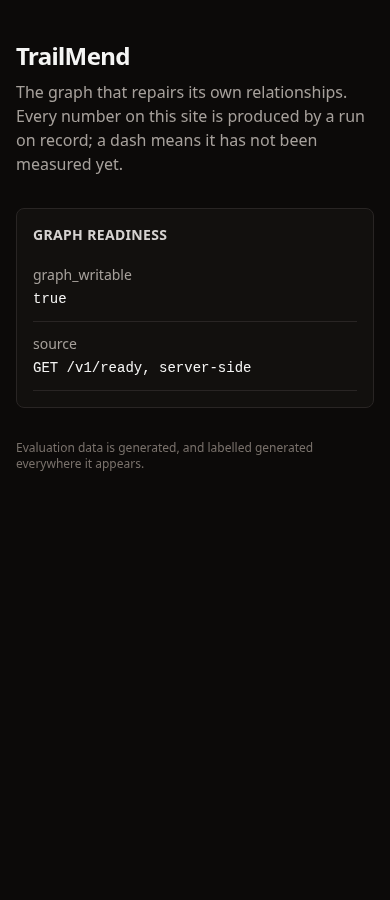 TrailMend
The graph that repairs its own relationships.
Every number on this site is produced by a run
on record; a dash means it has not been
measured yet.
GRAPH READINESS
graph_writable
true
source
GET /v1/ready, server-side
Evaluation data is generated, and labelled generated
everywhere it appears.